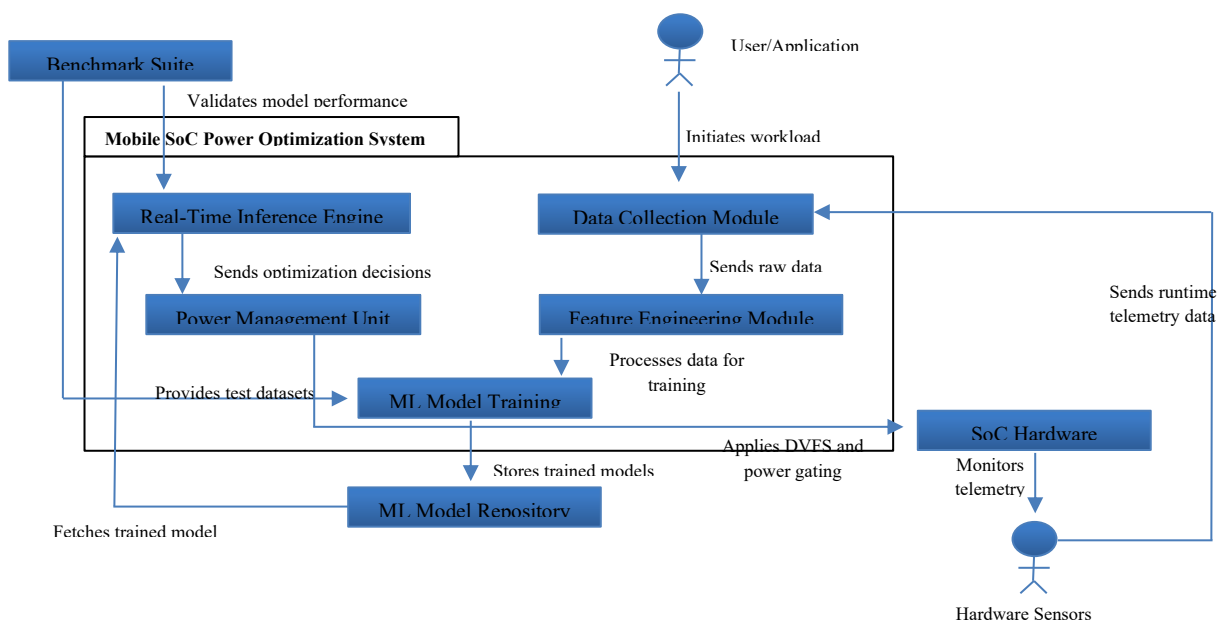 User/Application
Benchmark Suite
Validates model performance
Mobile SoC Power Optimization System
Initiates workload
Real-Time Inference Engine
Data Collection Module
Sends optimization decisions
Sends raw data
Sends runtime
telemetry data
Power Management Unit
Feature Engineering Module
Processes data for
training
Provides test datasets
ML Model Training
SoC Hardware
Applies DVFS and
power gating
Monitors
telemetry
Stores trained models
ML Model Repository
Fetches trained model
Hardware Sensors